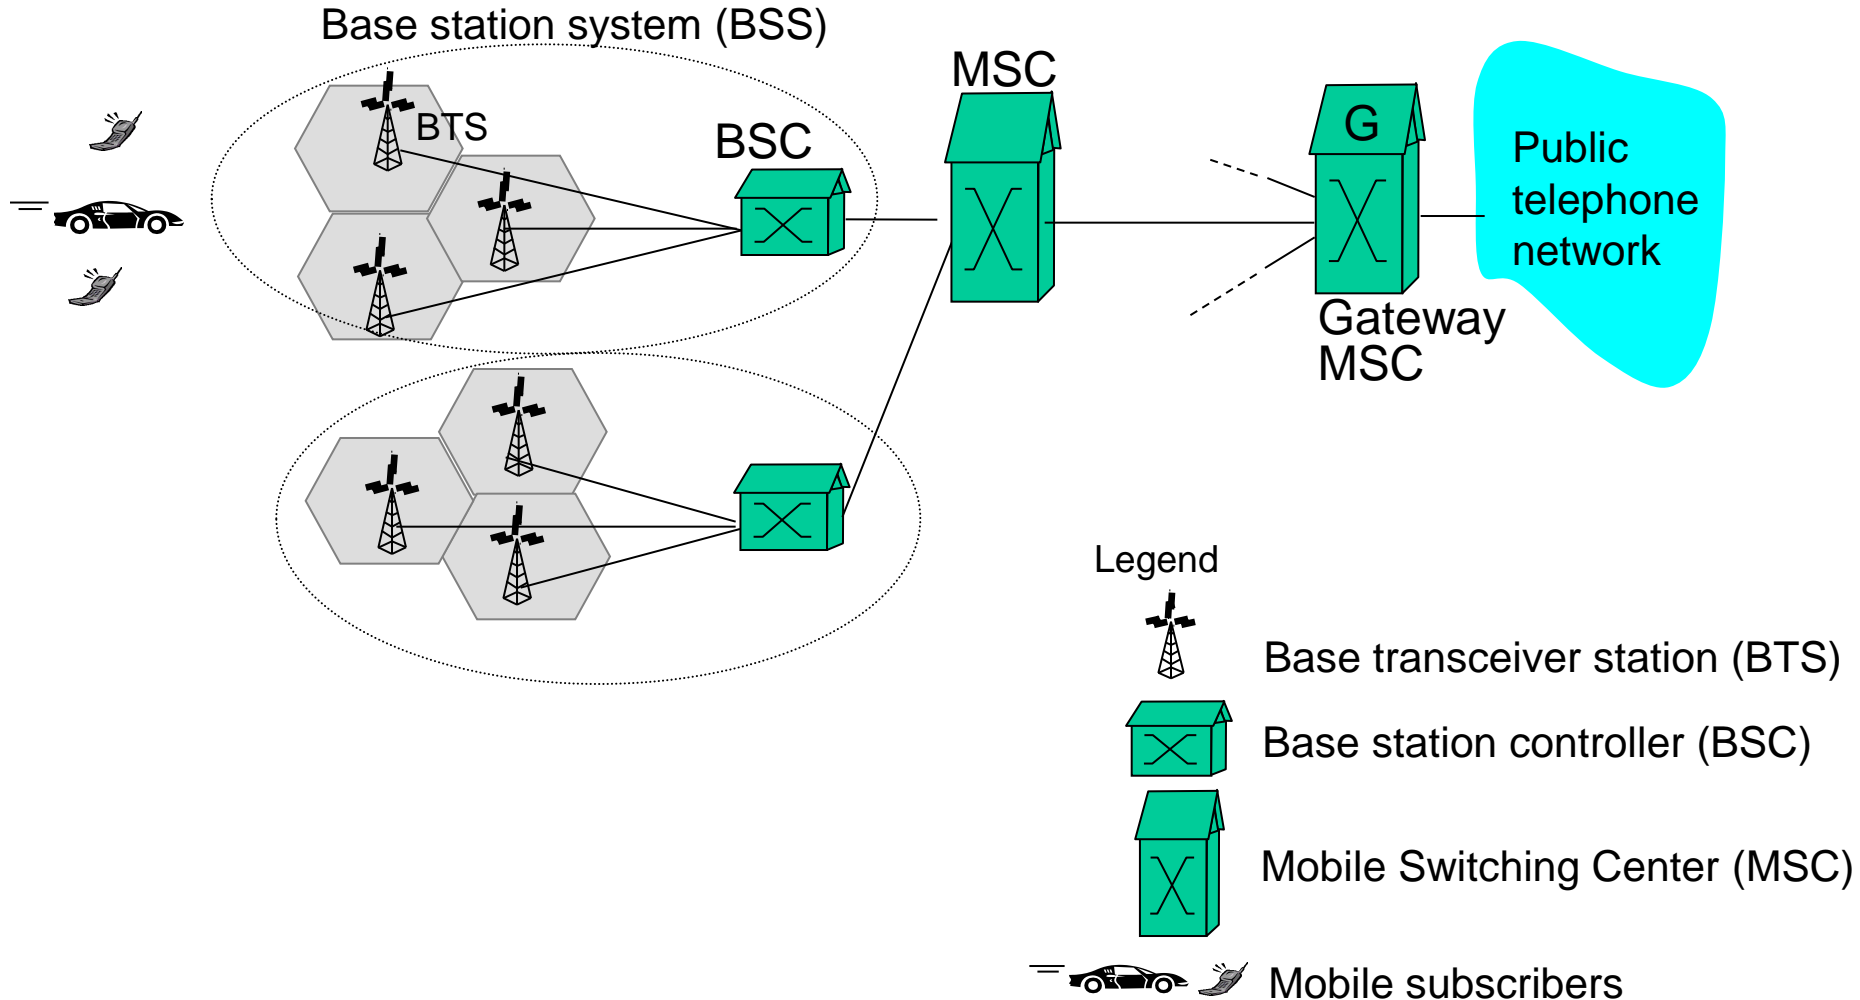 Base station system (BSS)
MSC
BTS
BSC
G
Public
telephone
network
Gateway
MSC
Legend
Base transceiver station (BTS)
Base station controller (BSC)
Mobile Switching Center (MSC)
Mobile subscribers